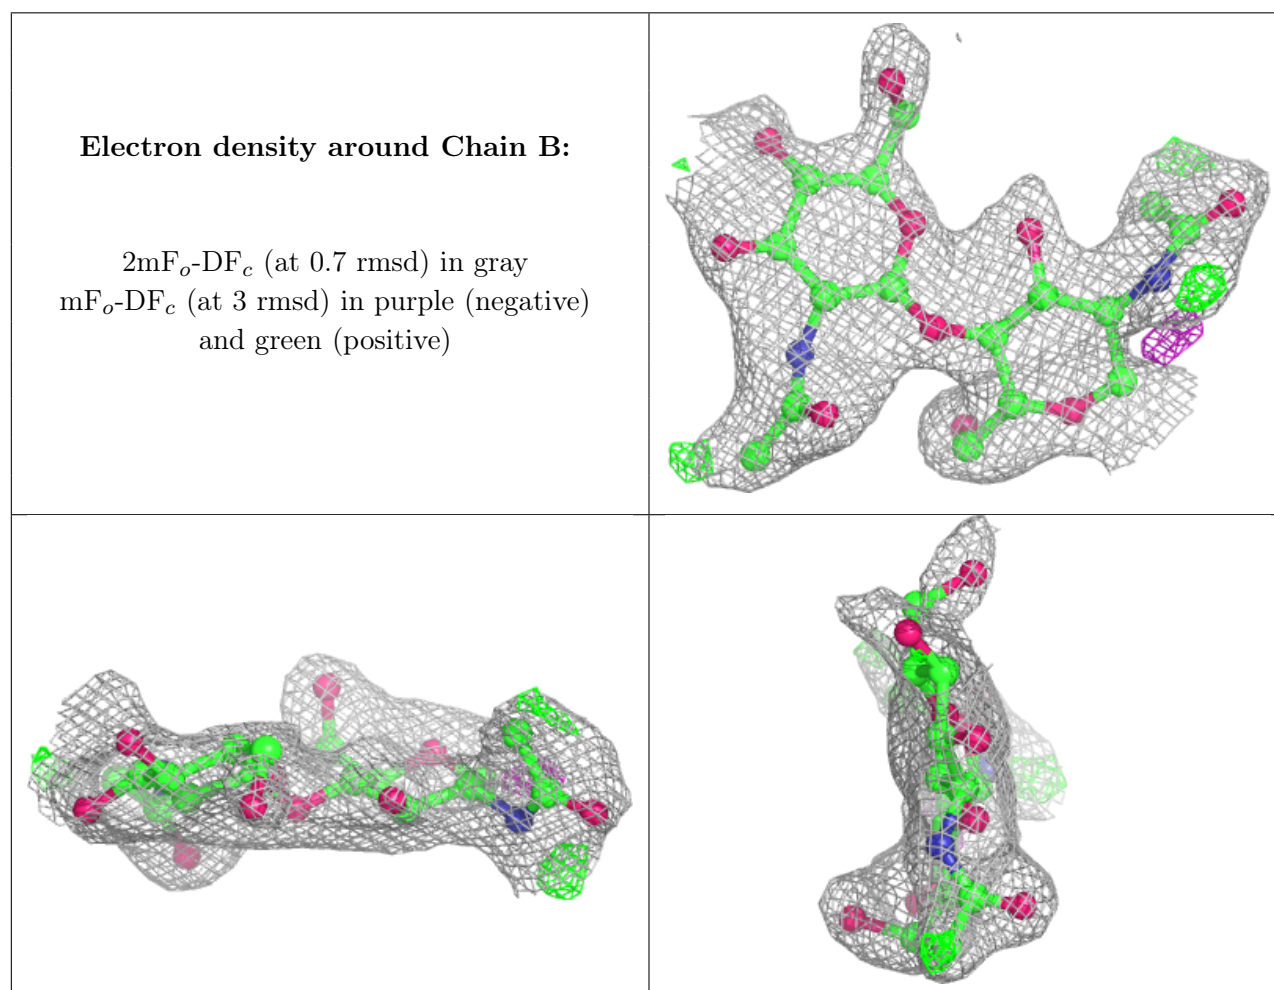 Electron density around Chain B:
2mFo-DFc (at 0.7 rmsd) in gray
mFo-DFc (at 3 rmsd) in purple (negative)
and green (positive)